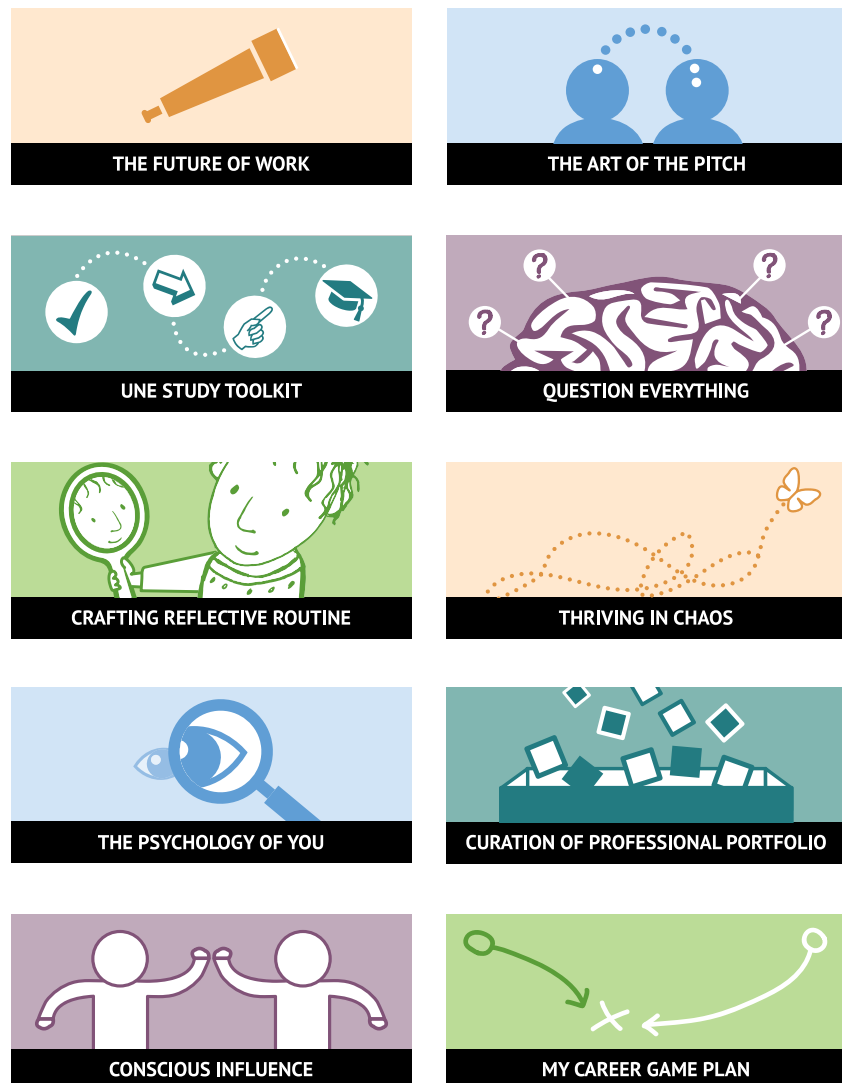 THE FUTURE OF WORK
THE ART OF THE PITCH
UNE STUDY TOOLKIT
? ? ? ?
QUESTION EVERYTHING
CRAFTING REFLECTIVE ROUTINE
THRIVING IN CHAOS
THE PSYCHOLOGY OF YOU
CURATION OF PROFESSIONAL PORTFOLIO
CONSCIOUS INFLUENCE
MY CAREER GAME PLAN